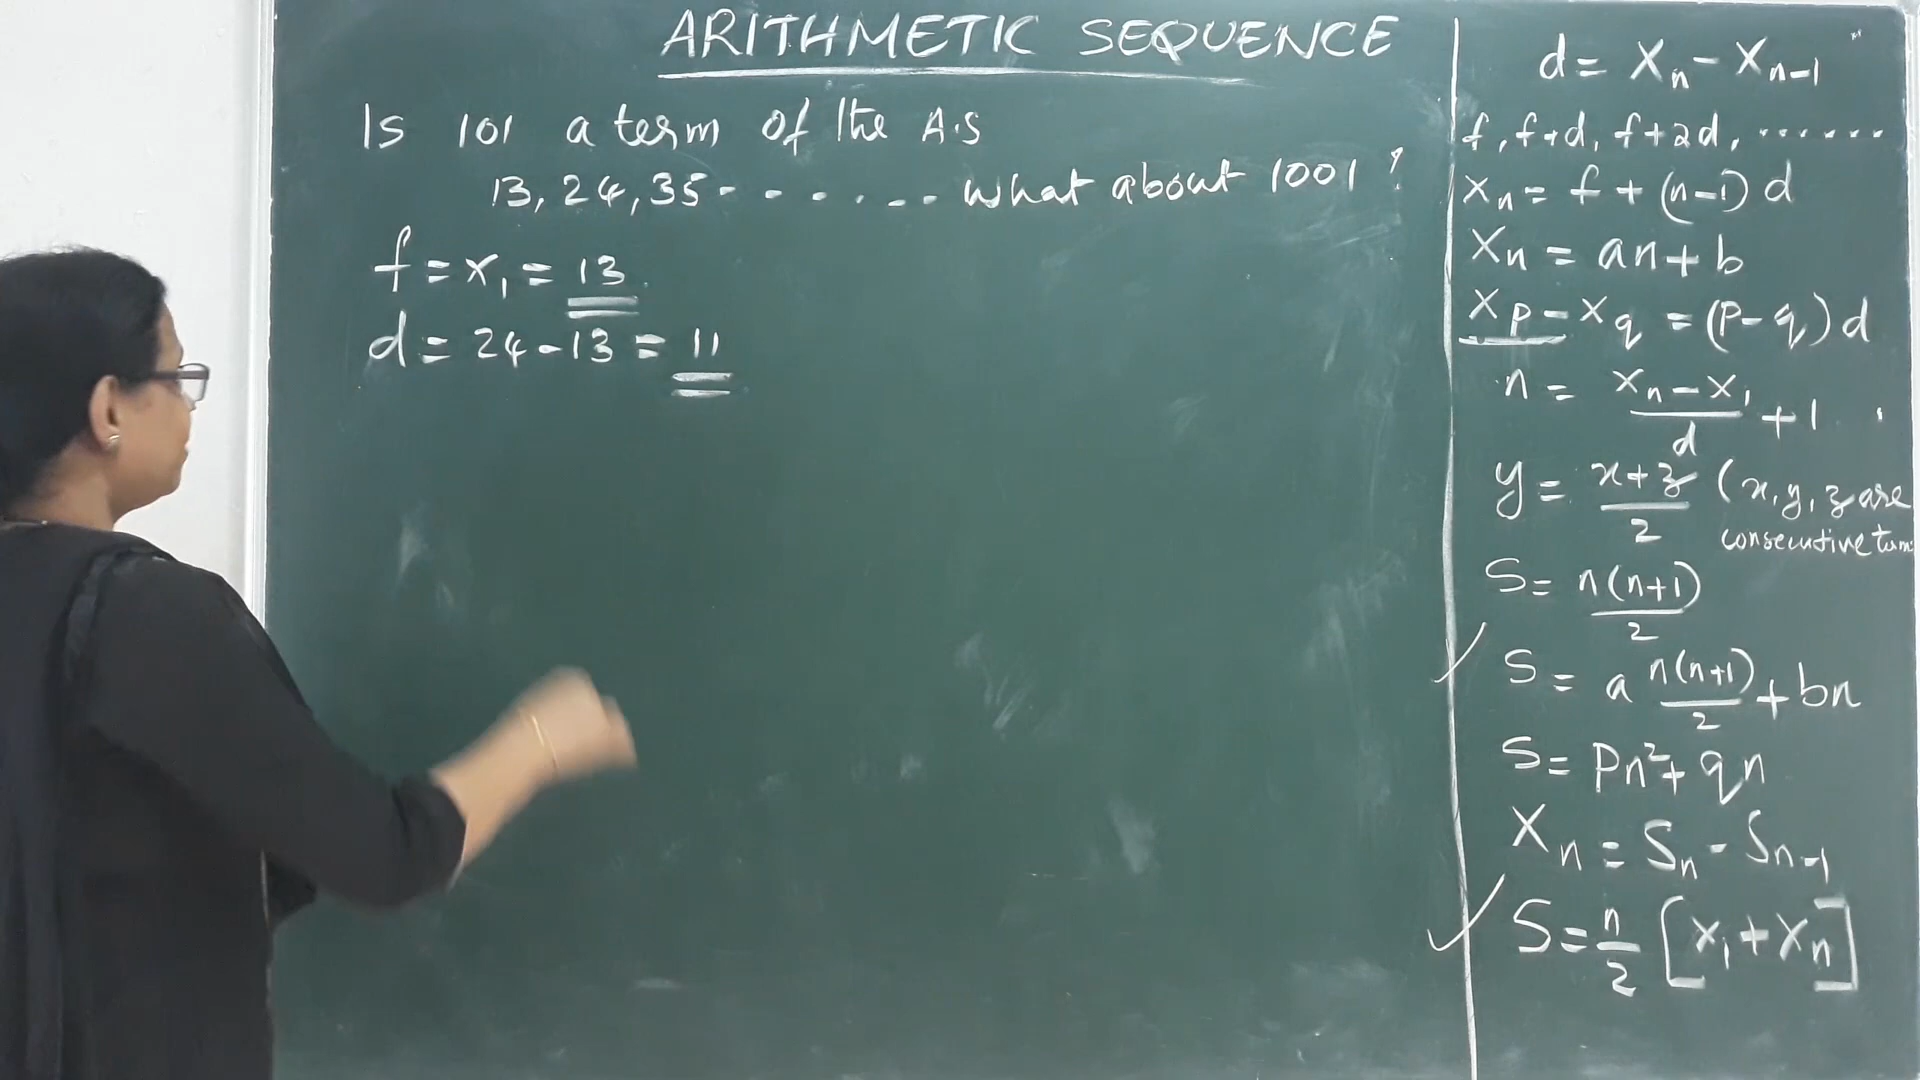 ARITHMETIC SEQUENCE
Is 101 a term of the A.S
13, 24, 35 - - - . . - - what about 1001 ?
f = x₁ = 13
d = 24 - 13 = 11
d = Xₙ - Xₙ₋₁
f, f+d, f+2d, .......
Xₙ = f + (n-1) d
Xₙ = an + b
Xp - Xq = (p-q) d
n = (Xₙ - X₁)/d + 1
y = (x+z)/2 (x, y, z are
consecutive
S = n(n+1)/2
S = a n(n+1)/2 + bn
S = Pn² + qn
Xₙ = Sₙ - Sₙ₋₁
S = n/2 [X₁ + Xₙ]